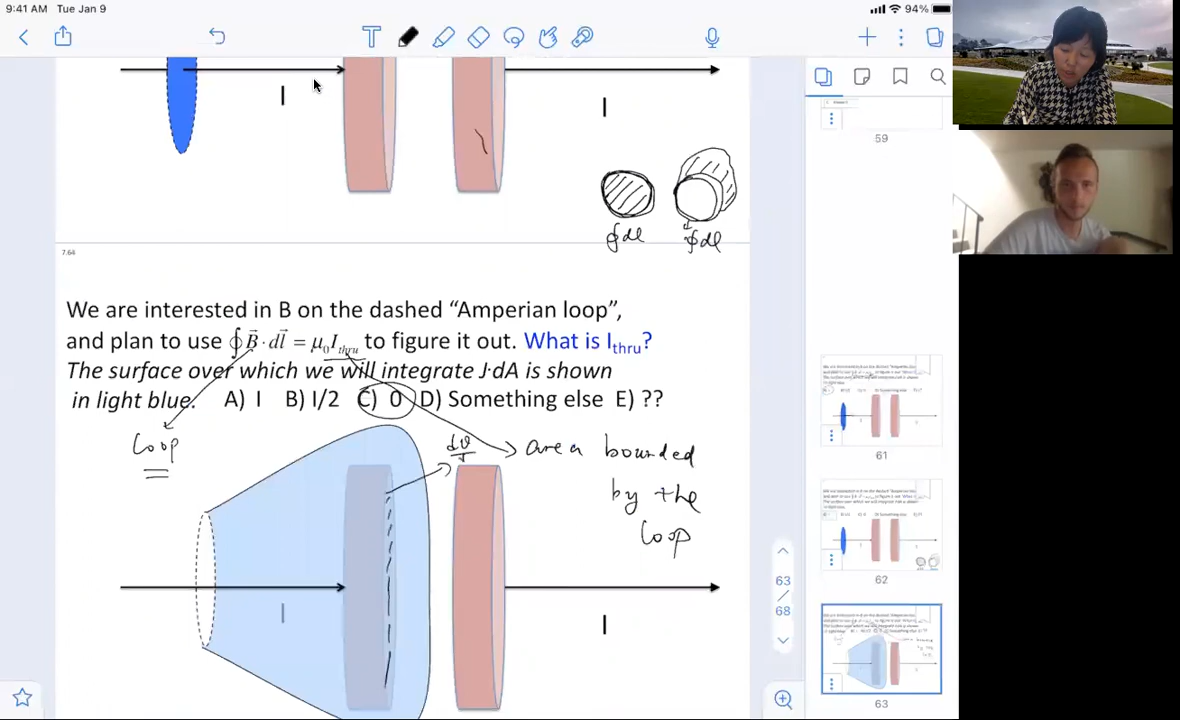 9:41 AM Tue Jan 9
94%
T
I
I
∮dl
∮dl
59
We are interested in B on the dashed “Amperian loop”,
and plan to use ∮B⃗·dl⃗ = μ₀I_thru to figure it out. What is I_thru?
The surface over which we will integrate J·dA is shown
in light blue. A) I B) I/2 C) 0 D) Something else E) ??
Loop
area bounded
by the
loop
I
I
61
62
63
63
/
68